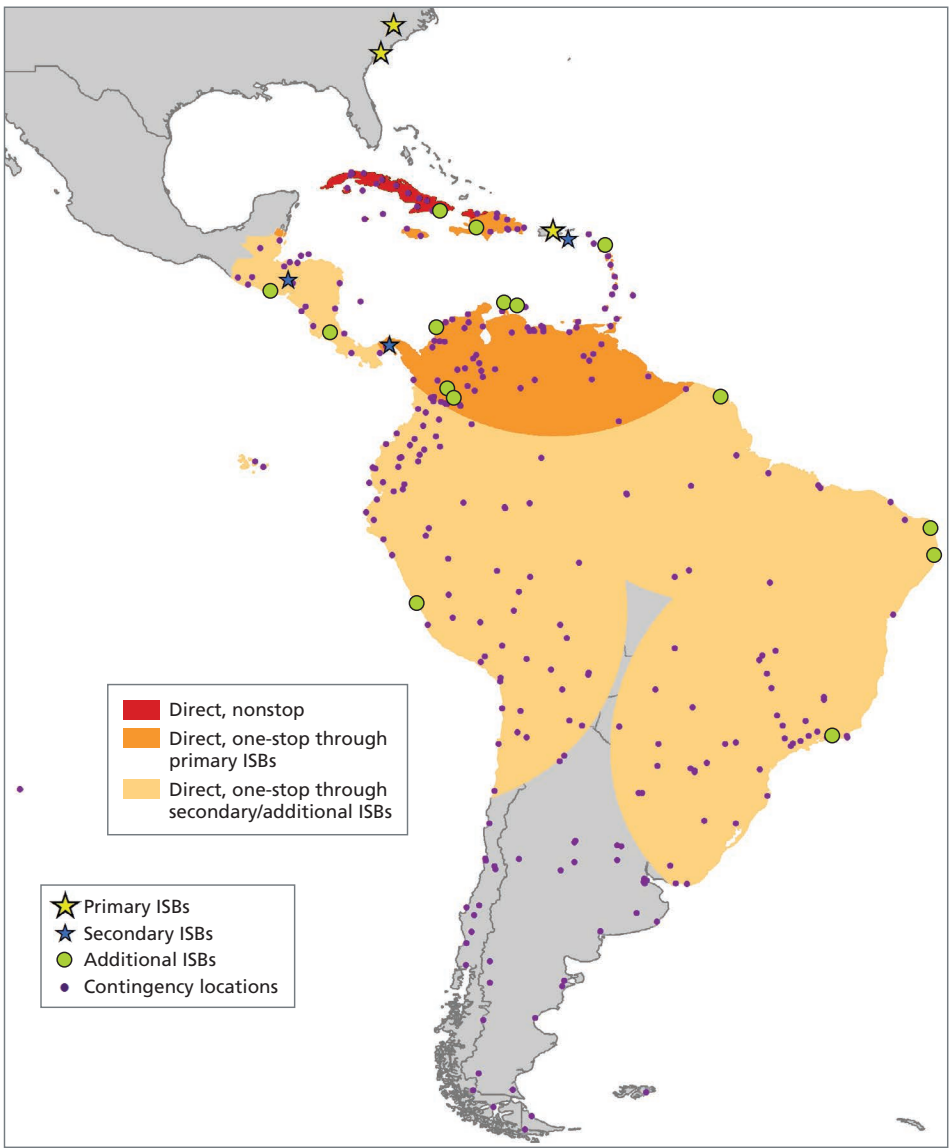 Direct, nonstop
Direct, one-stop through
primary ISBs
Direct, one-stop through
secondary/additional ISBs
Primary ISBs
Secondary ISBs
Additional ISBs
Contingency locations